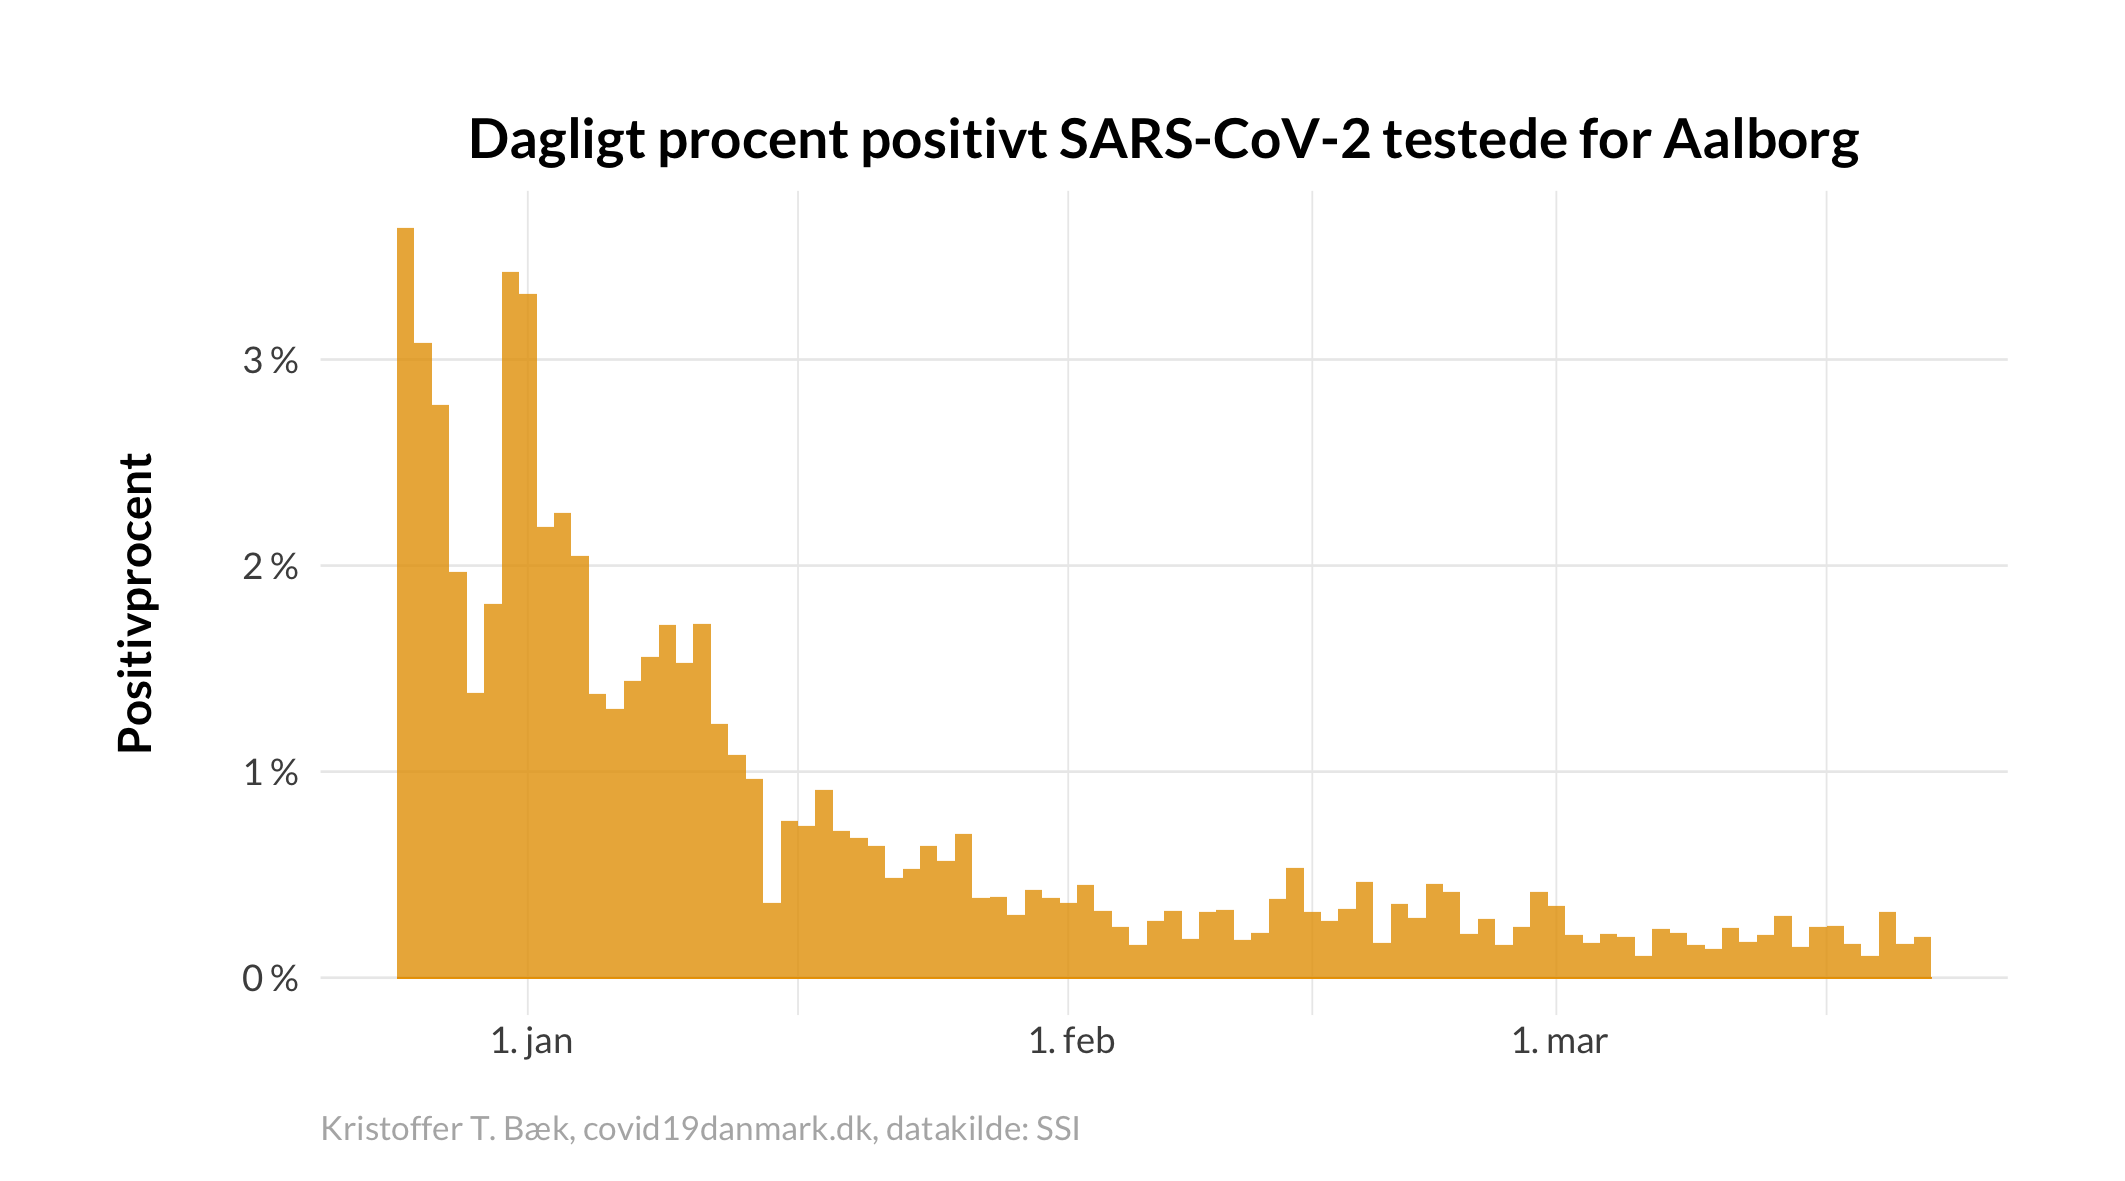 Dagligt procent positivt SARS-CoV-2 testede for Aalborg
Positivprocent
3 %
2 %
1 %
0 %
1. jan
1. feb
1. mar
Kristoffer T. Bæk, covid19danmark.dk, datakilde: SSI